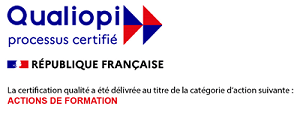 Qualiopi
processus certifié
RÉPUBLIQUE FRANÇAISE
La certification qualité a été délivrée au titre de la catégorie d'action suivante :
ACTIONS DE FORMATION